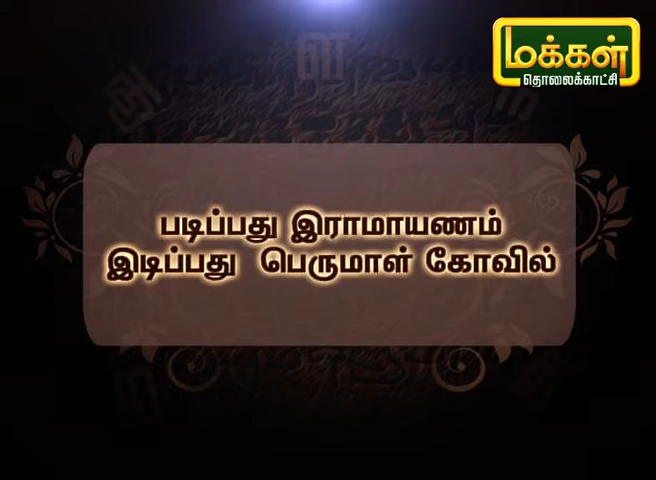 மக்கள்
தொலைக்காட்சி
படிப்பது இராமாயணம்
இடிப்பது பெருமாள் கோவில்